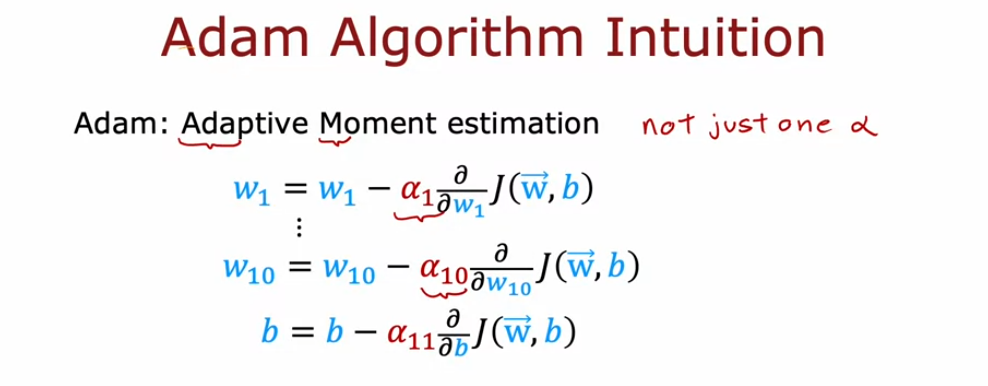 Adam Algorithm Intuition
Adam: Adaptive Moment estimation not just one α
w₁ = w₁ − α₁ ∂/∂w₁ J(w⃗, b)
⋮
w₁₀ = w₁₀ − α₁₀ ∂/∂w₁₀ J(w⃗, b)
b = b − α₁₁ ∂/∂b J(w⃗, b)